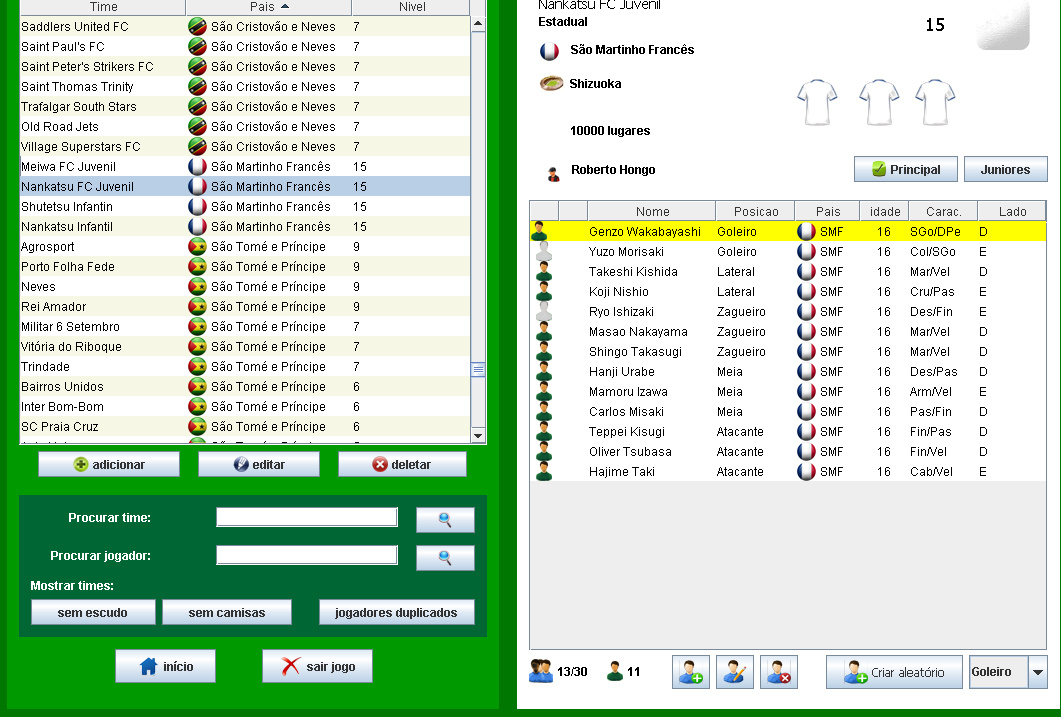 Time País Nivel
Saddlers United FC São Cristovão e Neves 7
Saint Paul's FC São Cristovão e Neves 7
Saint Peter's Strikers FC São Cristovão e Neves 7
Saint Thomas Trinity São Cristovão e Neves 7
Trafalgar South Stars São Cristovão e Neves 7
Old Road Jets São Cristovão e Neves 7
Village Superstars FC São Cristovão e Neves 7
Meiwa FC Juvenil São Martinho Francês 15
Nankatsu FC Juvenil São Martinho Francês 15
Shutetsu Infantin São Martinho Francês 15
Nankatsu Infantil São Martinho Francês 15
Agrosport São Tomé e Príncipe 9
Porto Folha Fede São Tomé e Príncipe 9
Neves São Tomé e Príncipe 9
Rei Amador São Tomé e Príncipe 9
Militar 6 Setembro São Tomé e Príncipe 7
Vitória do Riboque São Tomé e Príncipe 7
Trindade São Tomé e Príncipe 7
Bairros Unidos São Tomé e Príncipe 6
Inter Bom-Bom São Tomé e Príncipe 6
SC Praia Cruz São Tomé e Príncipe 6
adicionar editar deletar
Procurar time:
Procurar jogador:
Mostrar times:
sem escudo sem camisas jogadores duplicados
início sair jogo
Nankatsu FC Juvenil
Estadual
15
São Martinho Francês
Shizuoka
10000 lugares
Roberto Hongo
Principal Juniores
Nome Posicao Pais idade Carac. Lado
Genzo Wakabayashi Goleiro SMF 16 SGo/DPe D
Yuzo Morisaki Goleiro SMF 16 Col/SGo E
Takeshi Kishida Lateral SMF 16 Mar/Vel D
Koji Nishio Lateral SMF 16 Cru/Pas E
Ryo Ishizaki Zagueiro SMF 16 Des/Fin E
Masao Nakayama Zagueiro SMF 16 Mar/Vel D
Shingo Takasugi Zagueiro SMF 16 Mar/Vel D
Hanji Urabe Meia SMF 16 Des/Pas D
Mamoru Izawa Meia SMF 16 Arm/Vel E
Carlos Misaki Meia SMF 16 Pas/Fin D
Teppei Kisugi Atacante SMF 16 Fin/Pas D
Oliver Tsubasa Atacante SMF 16 Fin/Vel D
Hajime Taki Atacante SMF 16 Cab/Vel E
13/30 11 Criar aleatório Goleiro